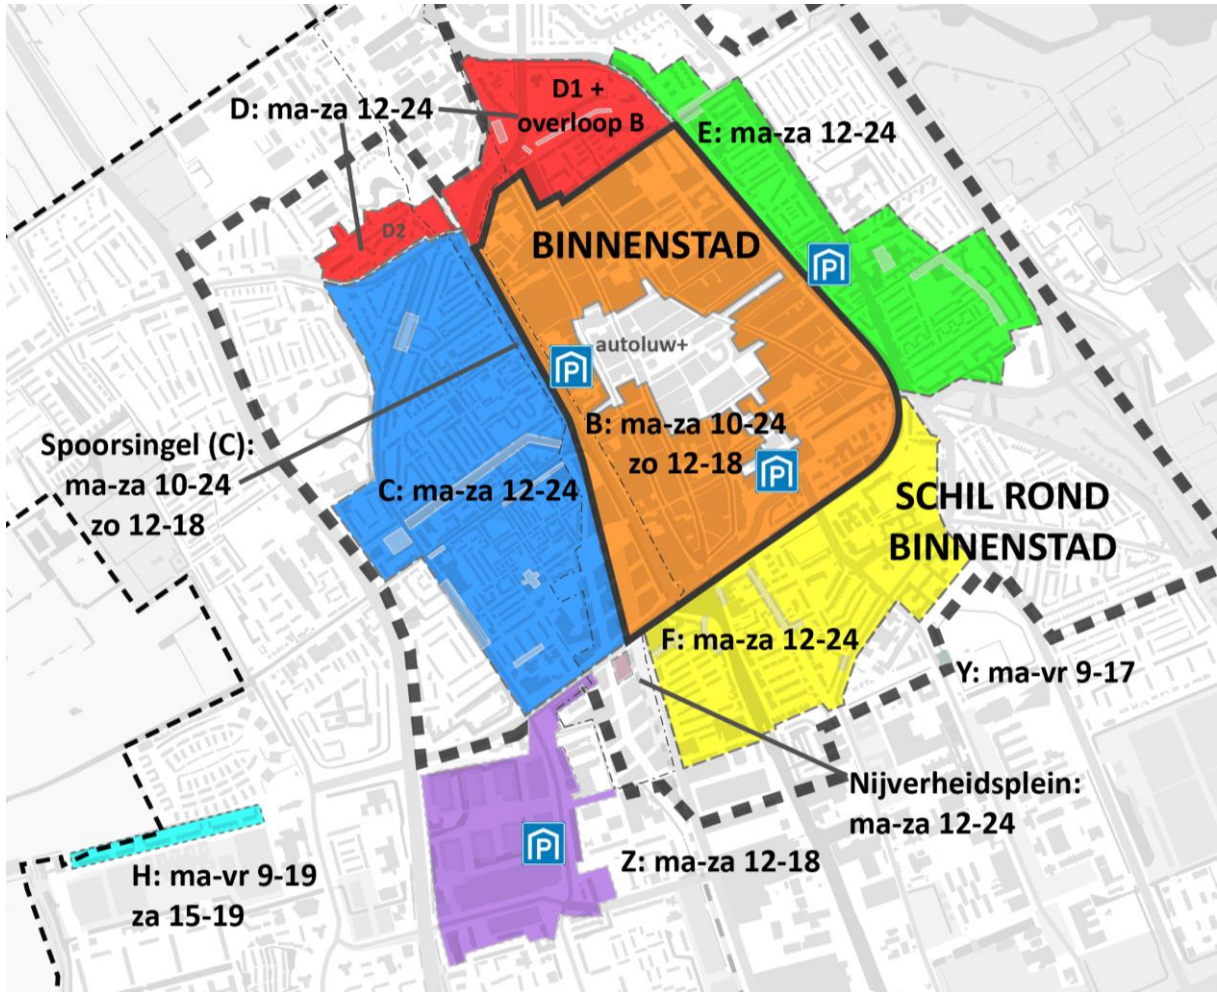 D1 +
overloop B
D: ma-za 12-24
E: ma-za 12-24
D2
BINNENSTAD
autoluw+
B: ma-za 10-24
zo 12-18
Spoorsingel (C):
ma-za 10-24
zo 12-18
C: ma-za 12-24
SCHIL ROND
BINNENSTAD
F: ma-za 12-24
Y: ma-vr 9-17
Nijverheidsplein:
ma-za 12-24
Z: ma-za 12-18
H: ma-vr 9-19
za 15-19
P
P
P
P